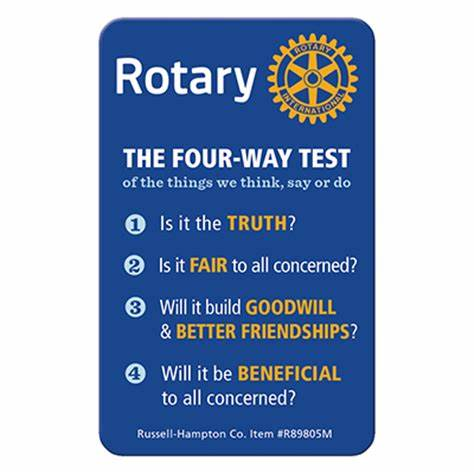 Rotary
ROTARY
INTERNATIONAL
THE FOUR-WAY TEST
of the things we think, say or do
1 Is it the TRUTH?
2 Is it FAIR to all concerned?
3 Will it build GOODWILL
& BETTER FRIENDSHIPS?
4 Will it be BENEFICIAL
to all concerned?
Russell-Hampton Co. Item #R89805M